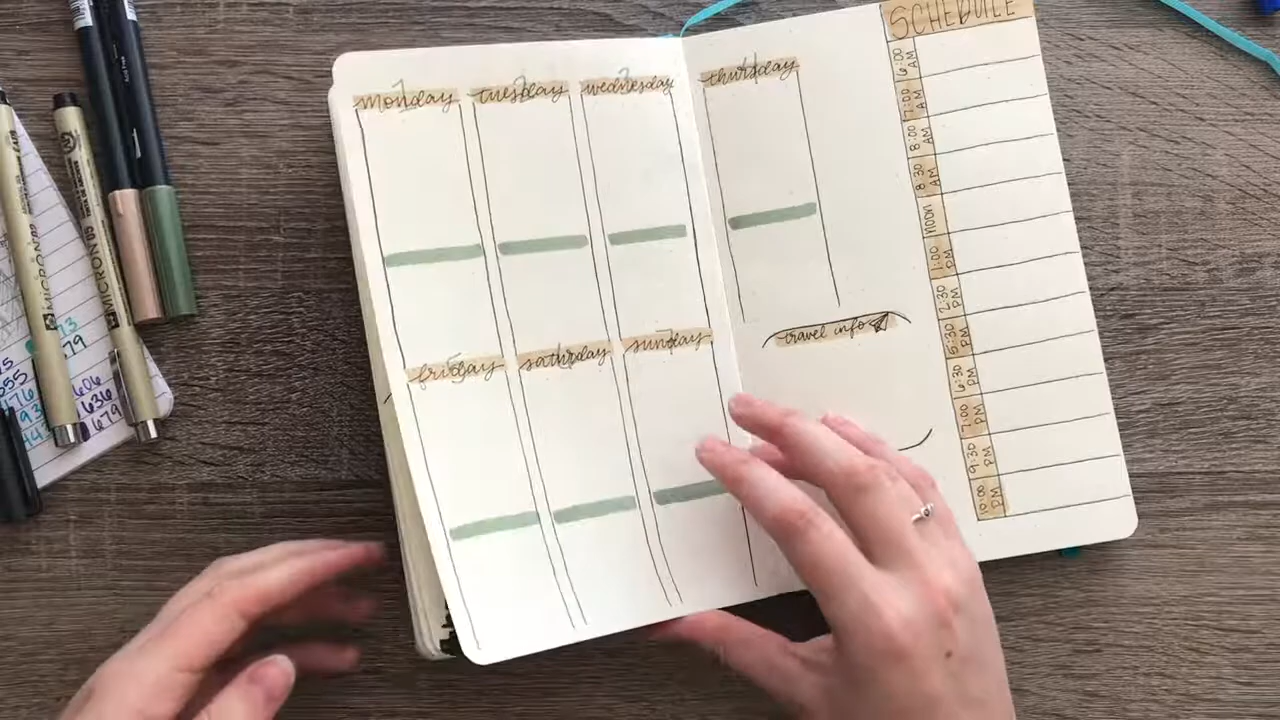 monday
tuesday
wednesday
thursday
friday
saturday
sunday
travel info
SCHEDULE
6:00 AM
7:00 AM
8:00 AM
8:30 AM
noon
1:00 PM
2:30 PM
5:30 PM
6:30 PM
7:00 PM
9:30 PM
10:00 PM
MICRON
MICRON 05